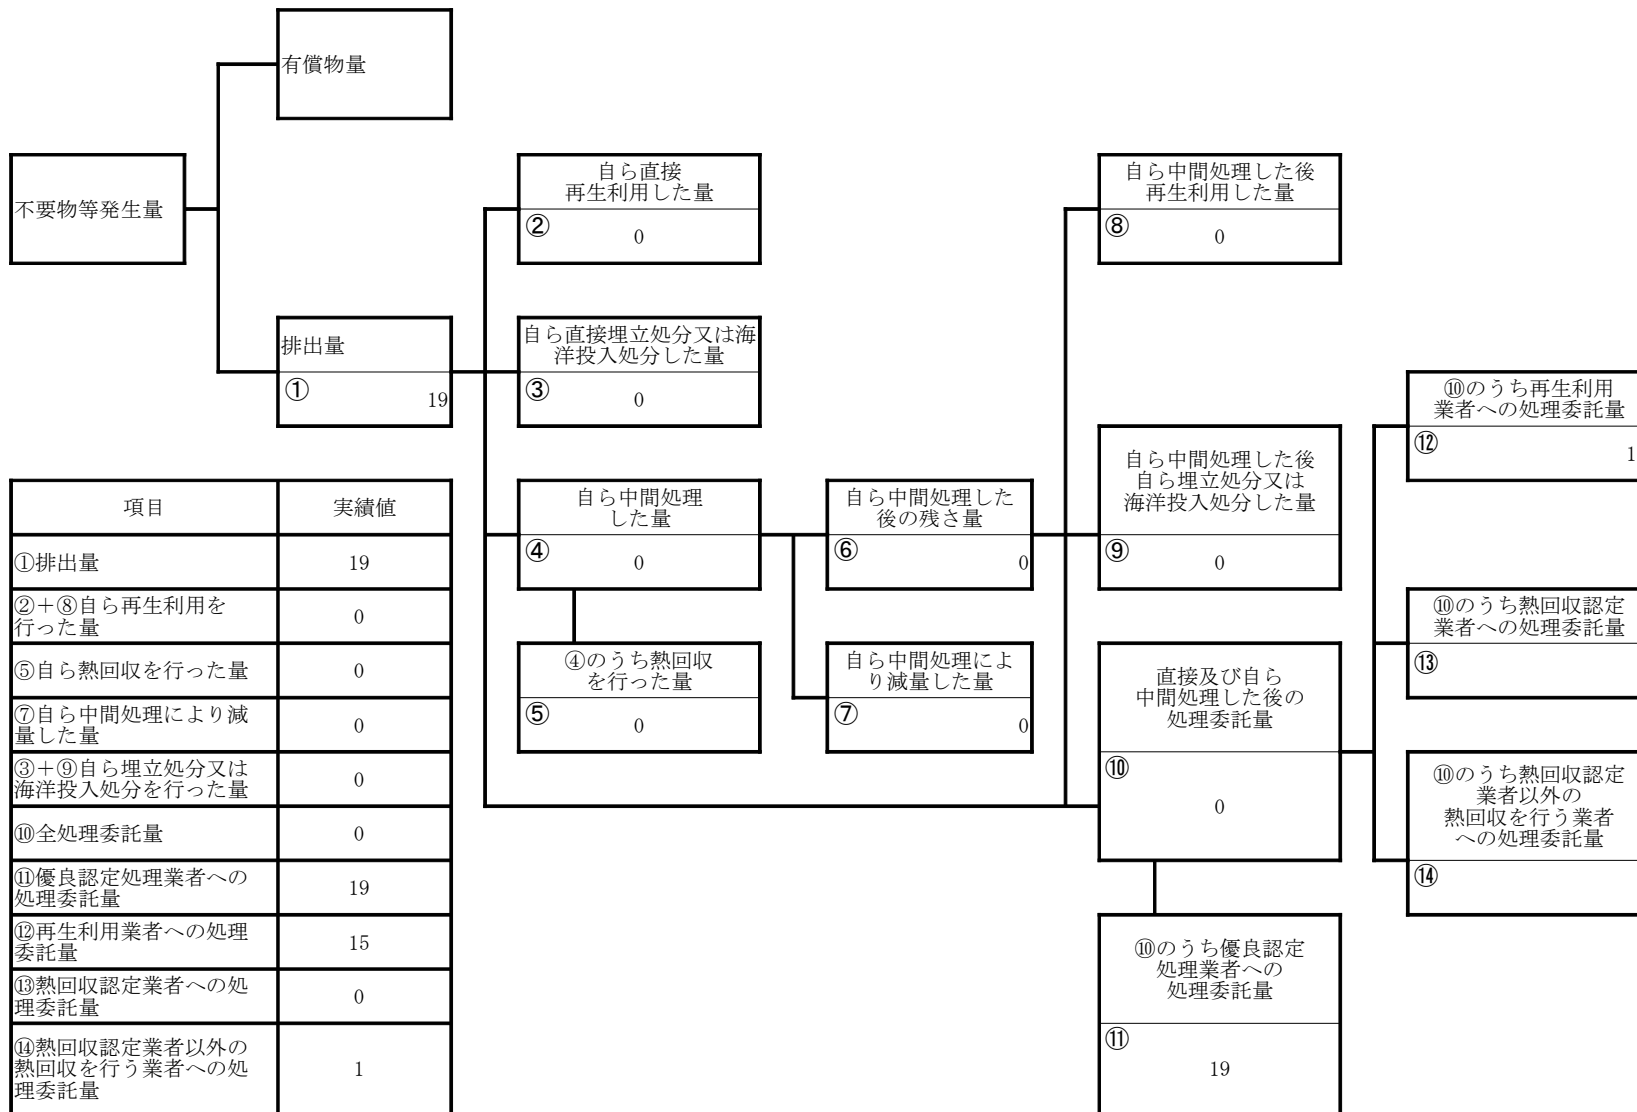 有償物量
不要物等発生量
自ら直接
再生利用した量
②
0
自ら中間処理した後
再生利用した量
⑧
0
排出量
①
19
自ら直接埋立処分又は海
洋投入処分した量
③
0
⑩のうち再生利用
業者への処理委託量
⑫
1
自ら中間処理した後
自ら埋立処分又は
海洋投入処分した量
⑨
0
自ら中間処理
した量
④
0
自ら中間処理した
後の残さ量
⑥
0
④のうち熱回収
を行った量
⑤
0
自ら中間処理によ
り減量した量
⑦
0
直接及び自ら
中間処理した後の
処理委託量
⑩
0
⑩のうち熱回収認定
業者への処理委託量
⑬
⑩のうち熱回収認定
業者以外の
熱回収を行う業者
への処理委託量
⑭
⑩のうち優良認定
処理業者への
処理委託量
⑪
19
項目 実績値
①排出量 19
②+⑧自ら再生利用を
行った量 0
⑤自ら熱回収を行った量 0
⑦自ら中間処理により減
量した量 0
③+⑨自ら埋立処分又は
海洋投入処分を行った量 0
⑩全処理委託量 0
⑪優良認定処理業者への
処理委託量 19
⑫再生利用業者への処理
委託量 15
⑬熱回収認定業者への処
理委託量 0
⑭熱回収認定業者以外の
熱回収を行う業者への処
理委託量 1